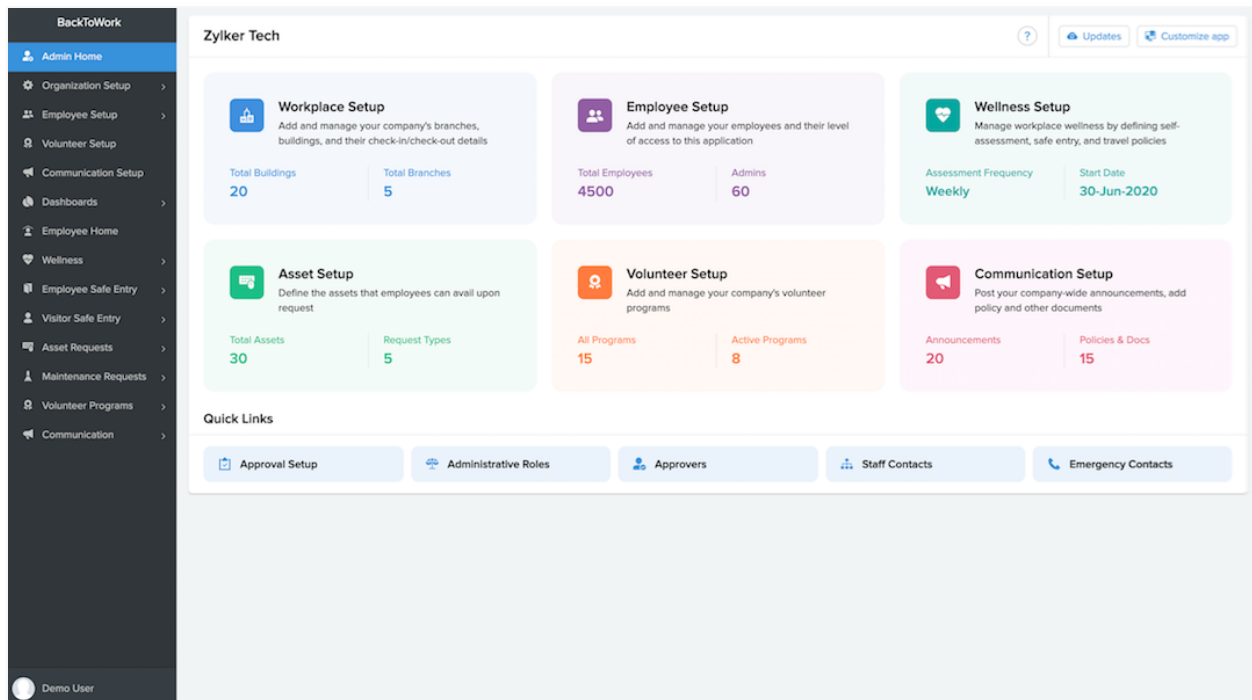 BackToWork
Admin Home
Organization Setup
Employee Setup
Volunteer Setup
Communication Setup
Dashboards
Employee Home
Wellness
Employee Safe Entry
Visitor Safe Entry
Asset Requests
Maintenance Requests
Volunteer Programs
Communication
Demo User
Zylker Tech
?
Updates
Customize app
Workplace Setup
Add and manage your company's branches,
buildings, and their check-in/check-out details
Total Buildings
20
Total Branches
5
Employee Setup
Add and manage your employees and their level
of access to this application
Total Employees
4500
Admins
60
Wellness Setup
Manage workplace wellness by defining self-
assessment, safe entry, and travel policies
Assessment Frequency
Weekly
Start Date
30-Jun-2020
Asset Setup
Define the assets that employees can avail upon
request
Total Assets
30
Request Types
5
Volunteer Setup
Add and manage your company's volunteer
programs
All Programs
15
Active Programs
8
Communication Setup
Post your company-wide announcements, add
policy and other documents
Announcements
20
Policies & Docs
15
Quick Links
Approval Setup
Administrative Roles
Approvers
Staff Contacts
Emergency Contacts